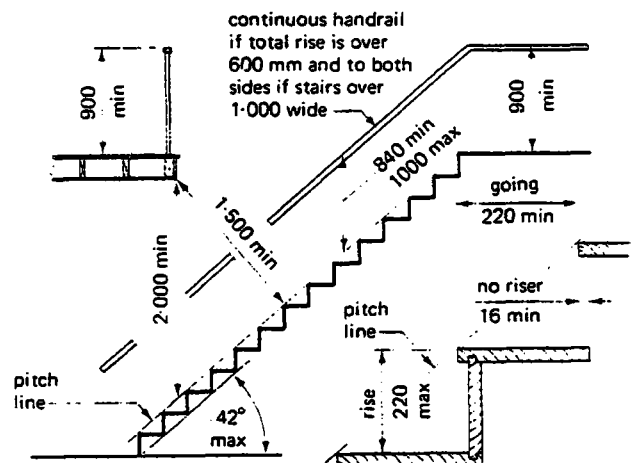 continuous handrail
if total rise is over
600 mm and to both
sides if stairs over
1·000 wide
900
min
900
min
840 min
1000 max
going
220 min
1·500 min
2·000 min
no riser
16 min
pitch
line
pitch
line
rise
220
max
42°
max